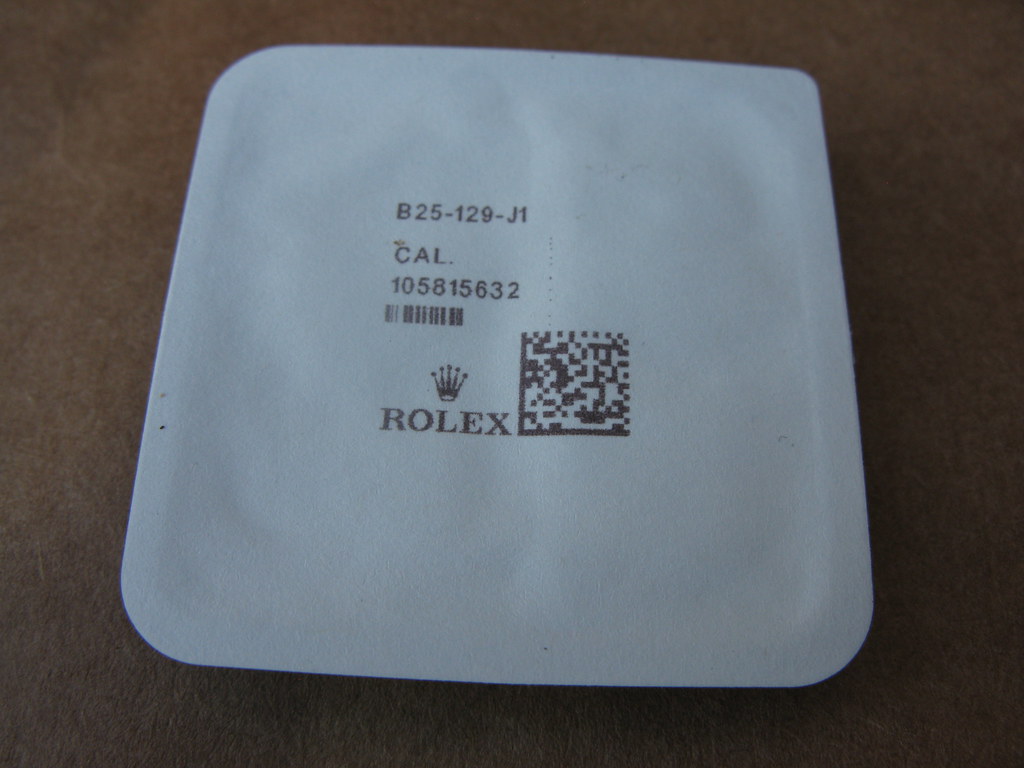 B25-129-J1
CAL.
105815632
ROLEX